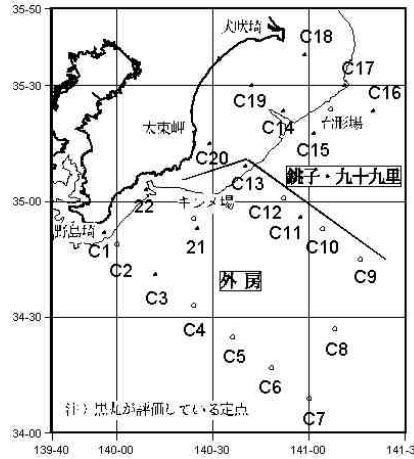 35-50
犬吠埼
C18
35-30
C17
C19
C16
C14
台形場
太東岬
C15
C20
C13
銚子・九十九里
35-00
22
キンメ場
C12
野島埼
C11
C1
21
C10
C2
C9
C3
外房
34-30
C4
C8
C5
C6
注）黒丸が評価している定点
C7
34-00
139-40
140-00
140-30
141-00
141-3